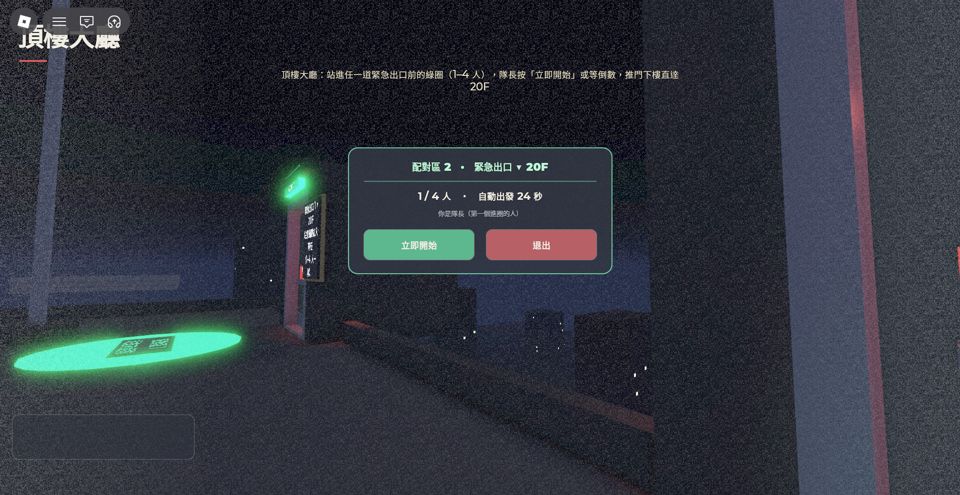 頂樓大廳
頂樓大廳：站進任一道緊急出口前的綠圈（1–4 人），隊長按「立即開始」或等倒數，推門下樓直達
20F
配對區 2 • 緊急出口 ▼ 20F
1 / 4 人 • 自動出發 24 秒
你是隊長（第一個進圈的人）
立即開始
退出
20F